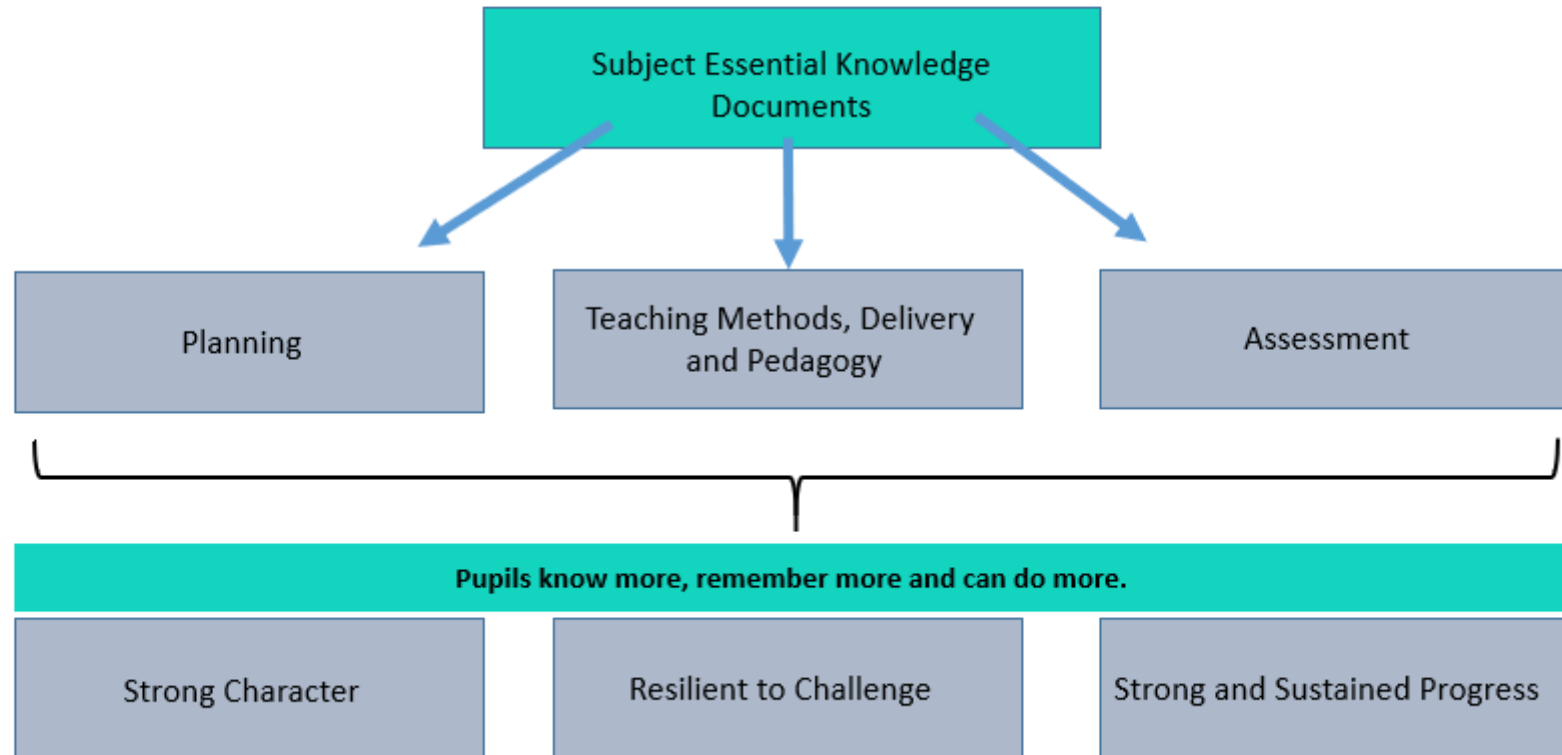 Subject Essential Knowledge
Documents
Planning
Teaching Methods, Delivery
and Pedagogy
Assessment
Pupils know more, remember more and can do more.
Strong Character
Resilient to Challenge
Strong and Sustained Progress